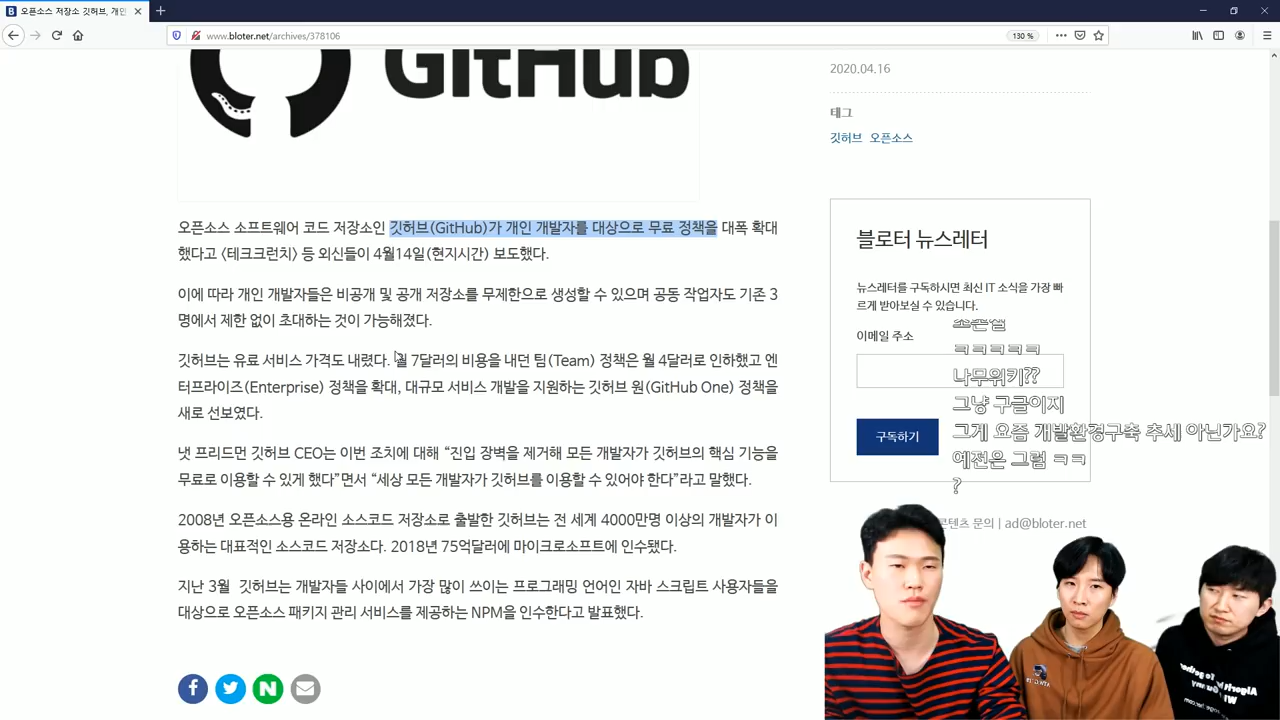 오픈소스 저장소 깃허브, 개인
www.bloter.net/archives/378106
130 %
GitHub
2020.04.16
태그
깃허브 오픈소스
오픈소스 소프트웨어 코드 저장소인 깃허브(GitHub)가 개인 개발자를 대상으로 무료 정책을 대폭 확대
했다고 <테크크런치> 등 외신들이 4월14일(현지시간) 보도했다.
이에 따라 개인 개발자들은 비공개 및 공개 저장소를 무제한으로 생성할 수 있으며 공동 작업자도 기존 3
명에서 제한 없이 초대하는 것이 가능해졌다.
깃허브는 유료 서비스 가격도 내렸다. 월 7달러의 비용을 내던 팀(Team) 정책은 월 4달러로 인하했고 엔
터프라이즈(Enterprise) 정책을 확대, 대규모 서비스 개발을 지원하는 깃허브 원(GitHub One) 정책을
새로 선보였다.
냇 프리드먼 깃허브 CEO는 이번 조치에 대해 “진입 장벽을 제거해 모든 개발자가 깃허브의 핵심 기능을
무료로 이용할 수 있게 했다”면서 “세상 모든 개발자가 깃허브를 이용할 수 있어야 한다”라고 말했다.
2008년 오픈소스용 온라인 소스코드 저장소로 출발한 깃허브는 전 세계 4000만명 이상의 개발자가 이
용하는 대표적인 소스코드 저장소다. 2018년 75억달러에 마이크로소프트에 인수됐다.
지난 3월 깃허브는 개발자들 사이에서 가장 많이 쓰이는 프로그래밍 언어인 자바 스크립트 사용자들을
대상으로 오픈소스 패키지 관리 서비스를 제공하는 NPM을 인수한다고 발표했다.
블로터 뉴스레터
뉴스레터를 구독하시면 최신 IT 소식을 가장 빠
르게 받아보실 수 있습니다.
이메일 주소
구독하기
ㅋㅋㅋㅋㅋ
나무위키??
그냥 구글이지
그게 요즘 개발환경구축 추세 아닌가요?
예전은 그럼 ㅋㅋ
?
콘텐츠 문의 | ad@bloter.net